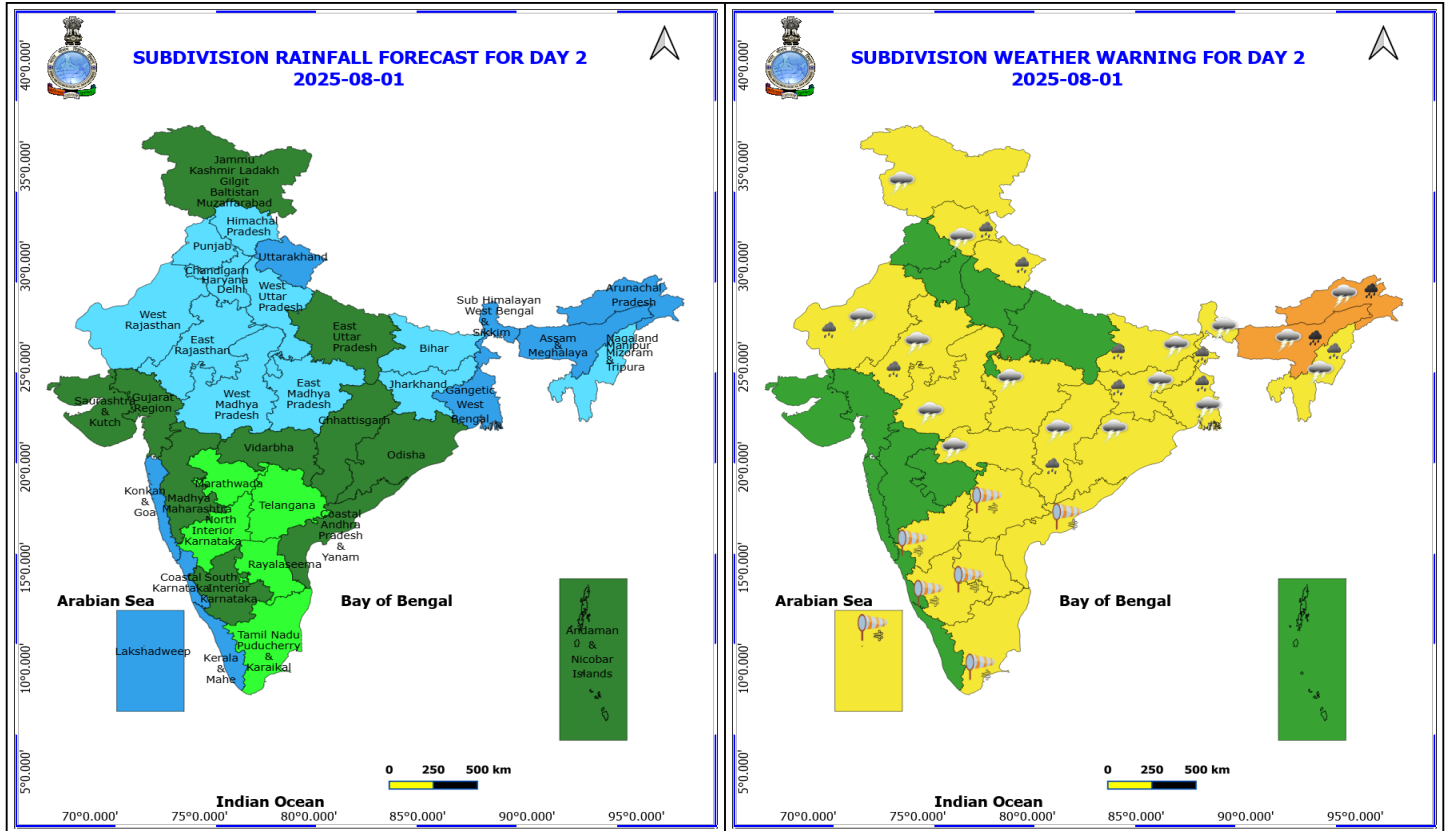 SUBDIVISION RAINFALL FORECAST FOR DAY 2
2025-08-01
40°0.000'
35°0.000'
30°0.000'
25°0.000'
20°0.000'
15°0.000'
10°0.000'
5°0.000'
Jammu
Kashmir Ladakh
Gilgit
Baltistan
Muzaffarabad
Himachal
Pradesh
Punjab
Uttarakhand
Chandigarh
Haryana
Delhi
West
Uttar
Pradesh
West
Rajasthan
East
Rajasthan
East
Uttar
Pradesh
Sub Himalayan
West Bengal
&
Sikkim
Arunachal
Pradesh
Assam
&
Meghalaya
Nagaland
Manipur
Mizoram
&
Tripura
Bihar
Jharkhand
Gangetic
West
Bengal
Saurashtra
&
Kutch
Gujarat
Region
West
Madhya
Pradesh
East
Madhya
Pradesh
Chhattisgarh
Vidarbha
Odisha
Konkan
&
Goa
Madhya
Maharashtra
Marathwada
Telangana
North
Interior
Karnataka
Coastal
Andhra
Pradesh
&
Yanam
Rayalaseema
Coastal
Karnataka
South
Interior
Karnataka
Arabian Sea
Bay of Bengal
Lakshadweep
Kerala
&
Mahe
Tamil Nadu
Puducherry
&
Karaikal
Andaman
&
Nicobar
Islands
0 250 500 km
Indian Ocean
70°0.000' 75°0.000' 80°0.000' 85°0.000' 90°0.000' 95°0.000'
SUBDIVISION WEATHER WARNING FOR DAY 2
2025-08-01
40°0.000'
35°0.000'
30°0.000'
25°0.000'
20°0.000'
15°0.000'
10°0.000'
5°0.000'
Arabian Sea
Bay of Bengal
0 250 500 km
Indian Ocean
70°0.000' 75°0.000' 80°0.000' 85°0.000' 90°0.000' 95°0.000'